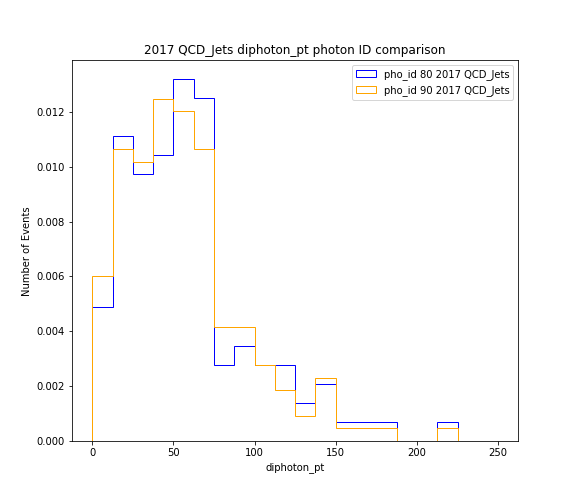 2017 QCD_Jets diphoton_pt photon ID comparison
pho_id 80 2017 QCD_Jets
pho_id 90 2017 QCD_Jets
Number of Events
0.012
0.010
0.008
0.006
0.004
0.002
0.000
0 50 100 150 200 250
diphoton_pt